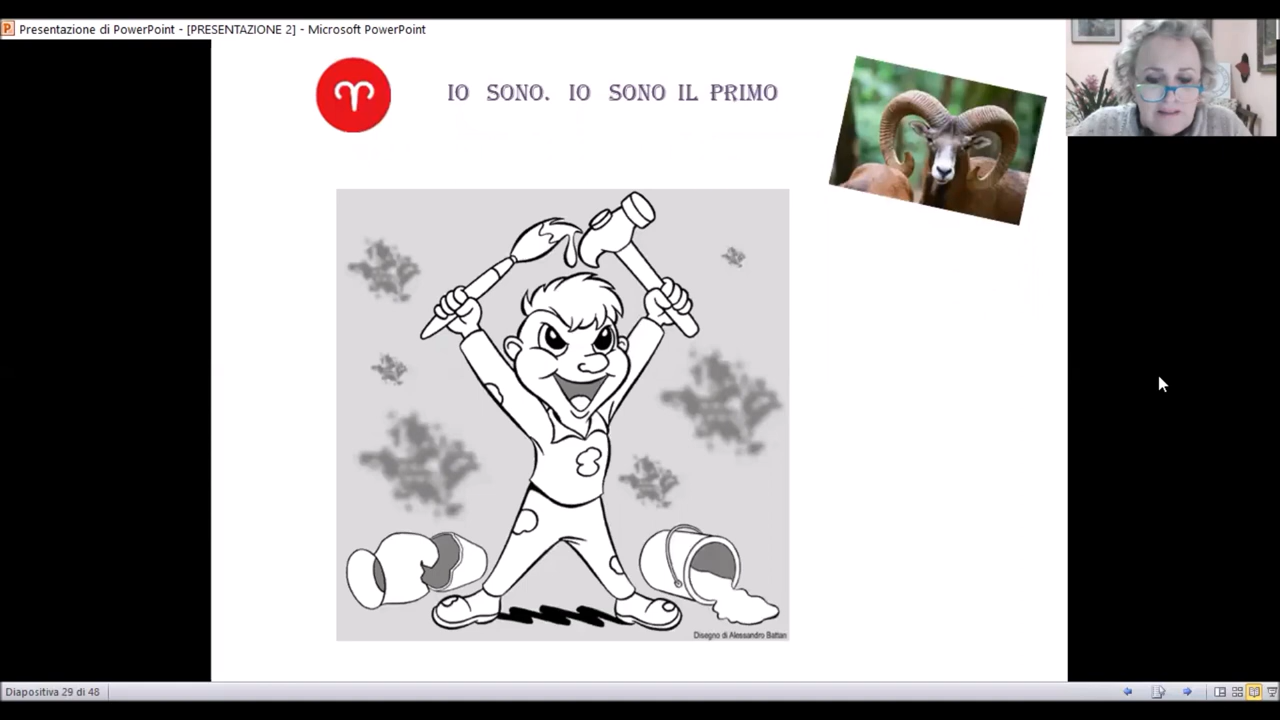 Presentazione di PowerPoint - [PRESENTAZIONE 2] - Microsoft PowerPoint
IO SONO. IO SONO IL PRIMO
Disegno di Alessandro Battan
Diapositiva 29 di 48